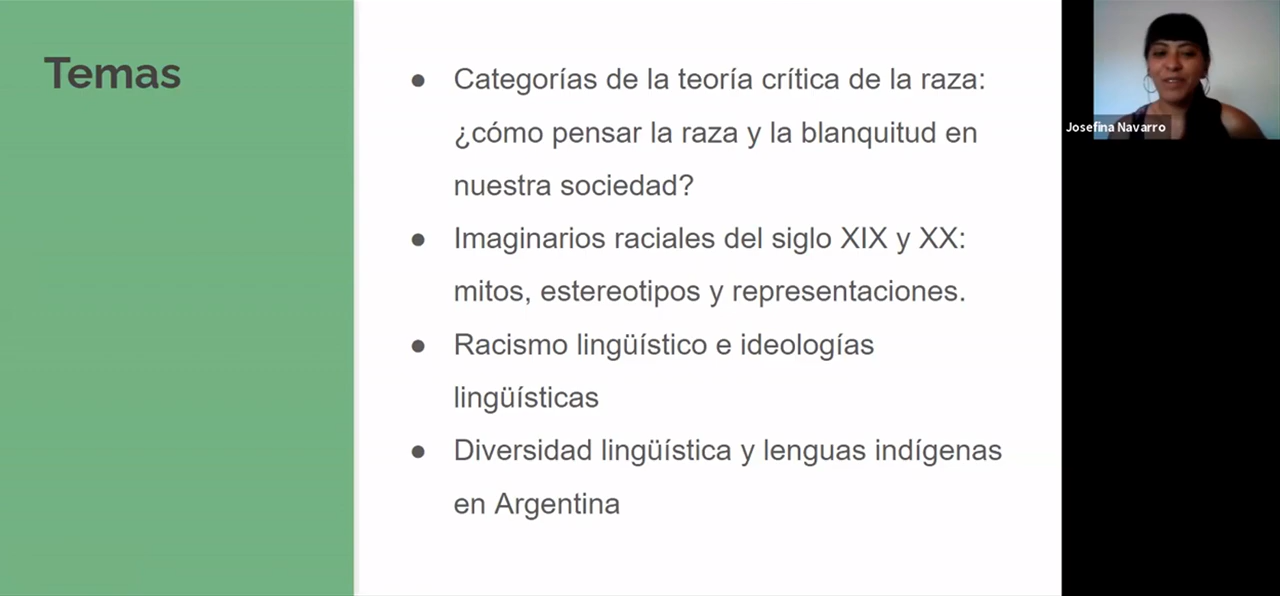 Temas
● Categorías de la teoría crítica de la raza:
¿cómo pensar la raza y la blanquitud en
nuestra sociedad?
● Imaginarios raciales del siglo XIX y XX:
mitos, estereotipos y representaciones.
● Racismo lingüístico e ideologías
lingüísticas
● Diversidad lingüística y lenguas indígenas
en Argentina
Josefina Navarro